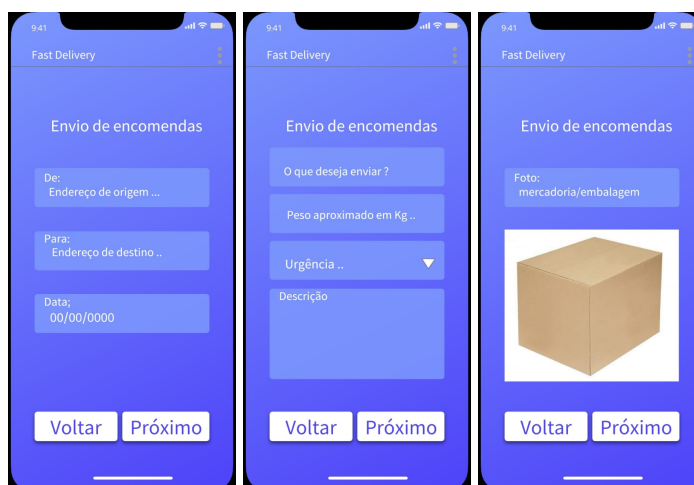 9:41
Fast Delivery
Envio de encomendas
De:
Endereço de origem ...
Para:
Endereço de destino ..
Data;
00/00/0000
Voltar Próximo
9:41
Fast Delivery
Envio de encomendas
O que deseja enviar ?
Peso aproximado em Kg ..
Urgência ..
Descrição
Voltar Próximo
9:41
Fast Delivery
Envio de encomendas
Foto:
mercadoria/embalagem
Voltar Próximo